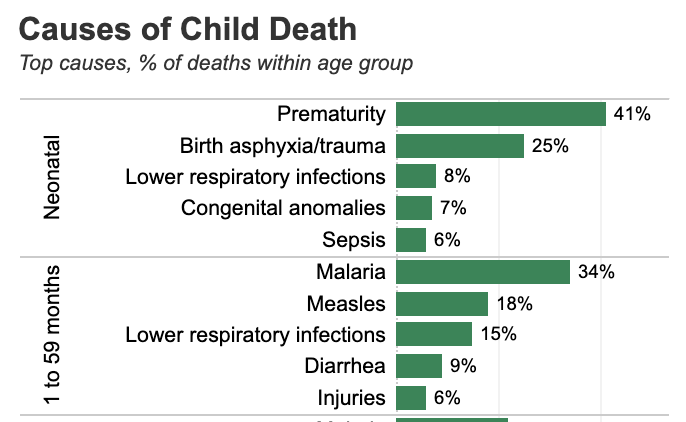 Causes of Child Death
Top causes, % of deaths within age group
Neonatal
Prematurity 41%
Birth asphyxia/trauma 25%
Lower respiratory infections 8%
Congenital anomalies 7%
Sepsis 6%
1 to 59 months
Malaria 34%
Measles 18%
Lower respiratory infections 15%
Diarrhea 9%
Injuries 6%